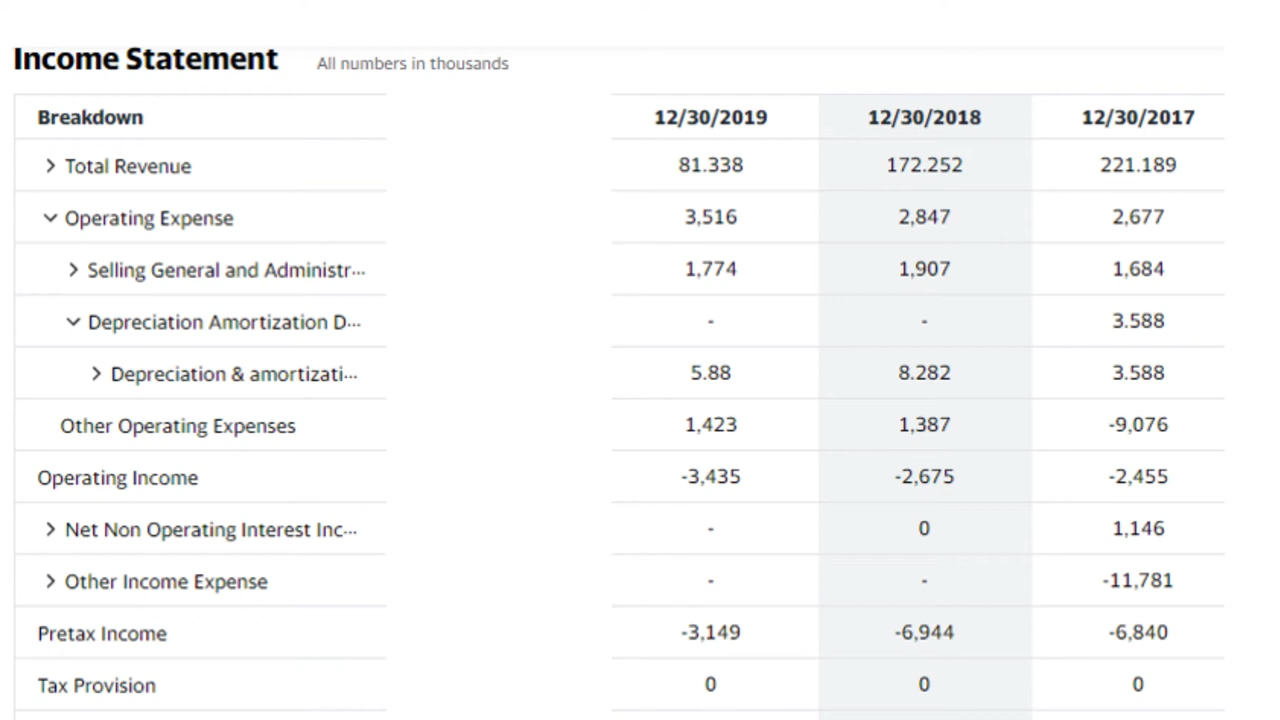 Income Statement All numbers in thousands
Breakdown 12/30/2019 12/30/2018 12/30/2017
Total Revenue 81.338 172.252 221.189
Operating Expense 3,516 2,847 2,677
Selling General and Administr... 1,774 1,907 1,684
Depreciation Amortization D... - - 3.588
Depreciation & amortizati... 5.88 8.282 3.588
Other Operating Expenses 1,423 1,387 -9,076
Operating Income -3,435 -2,675 -2,455
Net Non Operating Interest Inc... - 0 1,146
Other Income Expense - - -11,781
Pretax Income -3,149 -6,944 -6,840
Tax Provision 0 0 0